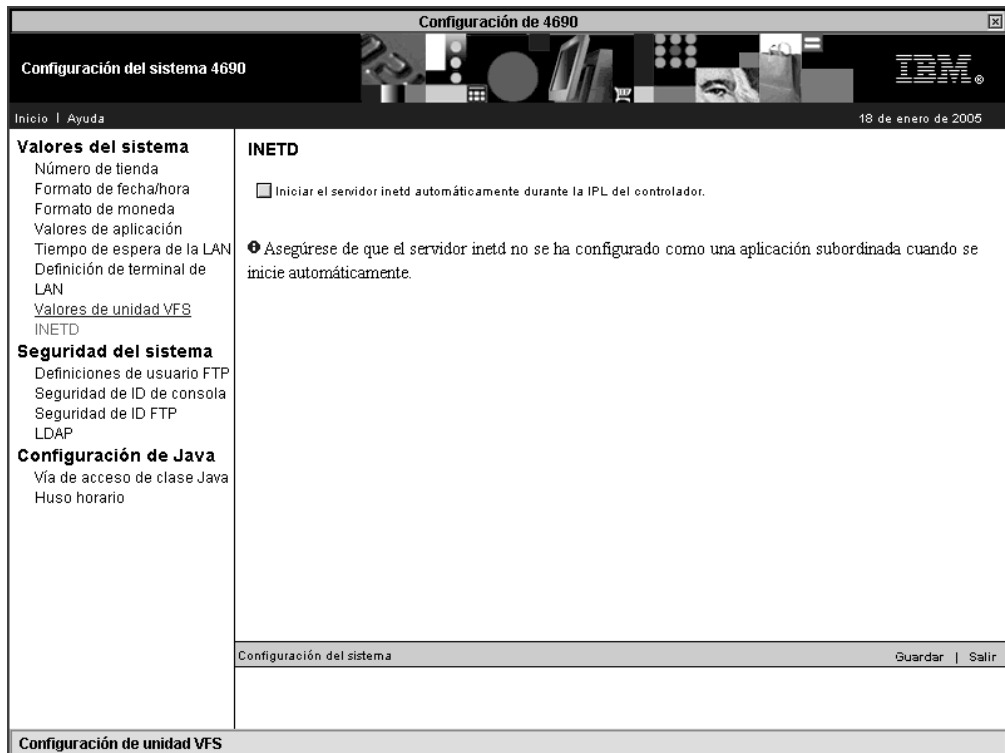 Configuración de 4690
Configuración del sistema 4690
IBM®
Inicio | Ayuda
18 de enero de 2005
Valores del sistema
Número de tienda
Formato de fecha/hora
Formato de moneda
Valores de aplicación
Tiempo de espera de la LAN
Definición de terminal de
LAN
Valores de unidad VFS
INETD
Seguridad del sistema
Definiciones de usuario FTP
Seguridad de ID de consola
Seguridad de ID FTP
LDAP
Configuración de Java
Vía de acceso de clase Java
Huso horario
INETD
Iniciar el servidor inetd automáticamente durante la IPL del controlador.
Asegúrese de que el servidor inetd no se ha configurado como una aplicación subordinada cuando se
inicie automáticamente.
Configuración del sistema
Guardar | Salir
Configuración de unidad VFS